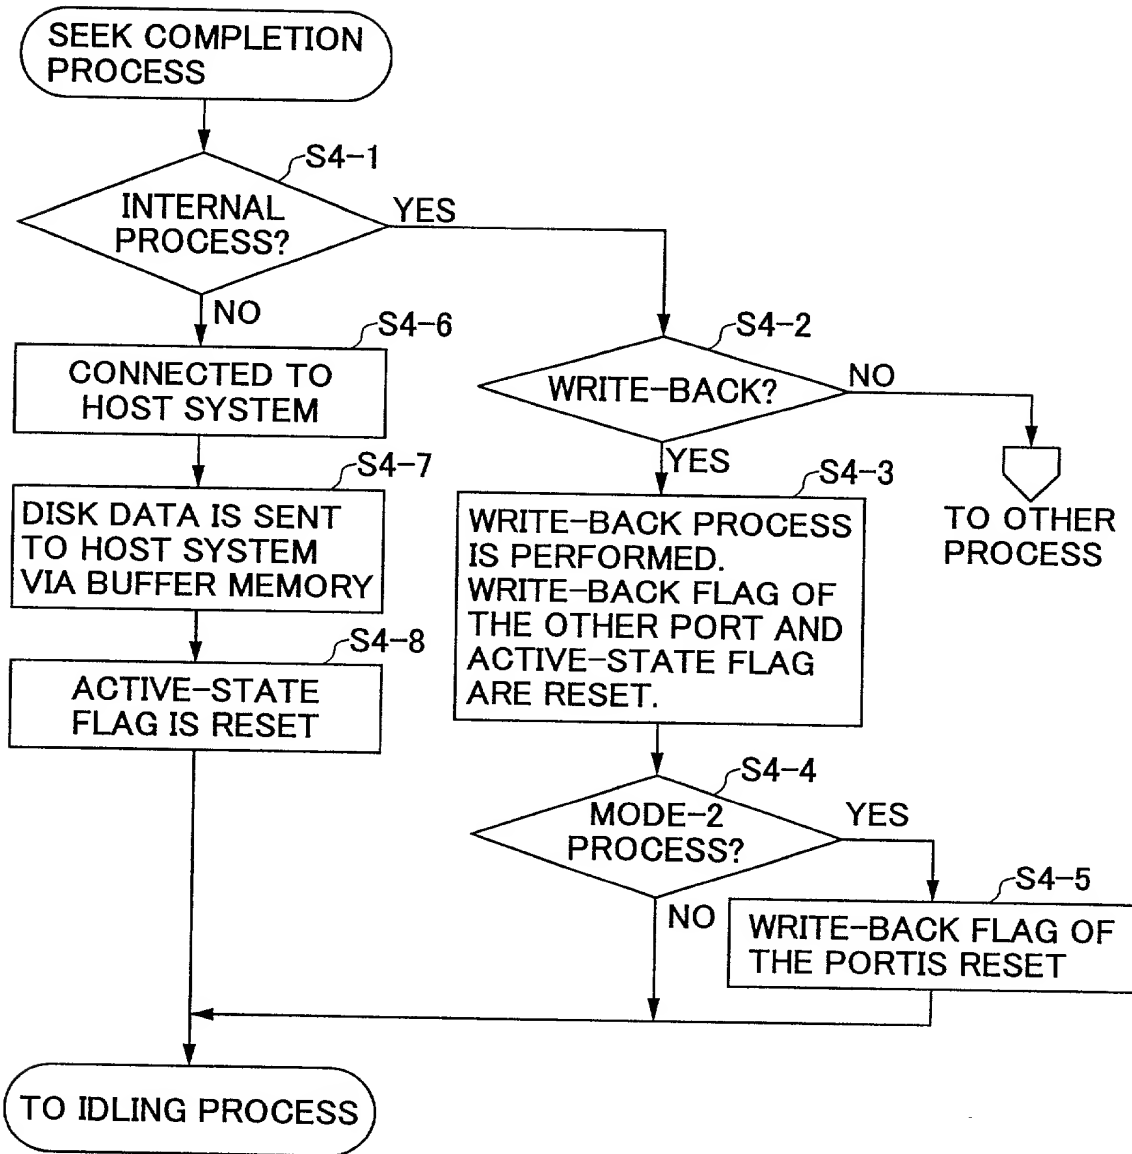 SEEK COMPLETION
PROCESS
S4-1
INTERNAL
PROCESS?
YES
NO
S4-6
CONNECTED TO
HOST SYSTEM
S4-7
DISK DATA IS SENT
TO HOST SYSTEM
VIA BUFFER MEMORY
S4-8
ACTIVE-STATE
FLAG IS RESET
S4-2
WRITE-BACK?
NO
YES
TO OTHER
PROCESS
S4-3
WRITE-BACK PROCESS
IS PERFORMED.
WRITE-BACK FLAG OF
THE OTHER PORT AND
ACTIVE-STATE FLAG
ARE RESET.
S4-4
MODE-2
PROCESS?
YES
NO
S4-5
WRITE-BACK FLAG OF
THE PORTIS RESET
TO IDLING PROCESS